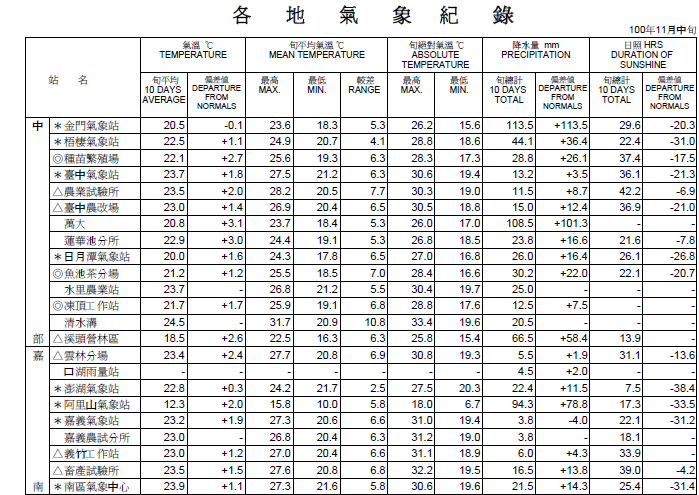 各 地 氣 象 紀 錄
100年11月中旬
站 名 氣溫 ℃ 旬平均氣溫 ℃ 旬絕對氣溫 ℃ 降水量 mm 日照 HRS
TEMPERATURE MEAN TEMPERATURE ABSOLUTE TEMPERATURE PRECIPITATION DURATION OF SUNSHINE
旬平均 偏差值 最高 最低 較差 最高 最低 旬總計 偏差值 旬總計 偏差值
10 DAYS AVERAGE DEPARTURE FROM NORMALS MAX. MIN. RANGE MAX. MIN. 10 DAYS TOTAL DEPARTURE FROM NORMALS 10 DAYS TOTAL DEPARTURE FROM NORMALS
中 ＊金門氣象站 20.5 -0.1 23.6 18.3 5.3 26.2 15.6 113.5 +113.5 29.6 -20.3
＊梧棲氣象站 22.5 +1.1 24.9 20.7 4.1 28.8 18.6 44.1 +36.4 22.4 -31.0
◎種苗繁殖場 22.1 +2.7 25.6 19.3 6.3 28.3 17.3 28.8 +26.1 37.4 -17.5
＊臺中氣象站 23.7 +1.8 27.5 21.2 6.3 30.6 19.4 13.2 +3.5 36.1 -21.3
△農業試驗所 23.5 +2.0 28.2 20.5 7.7 30.3 19.0 11.5 +8.7 42.2 -6.9
△臺中農改場 23.0 +1.4 26.9 20.4 6.5 30.5 18.8 15.0 +12.4 36.9 -21.0
萬大 20.8 +3.1 23.7 18.4 5.3 26.0 17.0 108.5 +101.3 - -
蓮華池分所 22.9 +3.0 24.4 19.1 5.3 26.8 18.5 23.8 +16.6 21.6 -7.8
＊日月潭氣象站 20.0 +1.6 24.3 17.8 6.5 27.0 16.8 26.0 +16.4 26.1 -26.8
◎魚池茶分場 21.2 +1.2 25.5 18.5 7.0 28.4 16.6 30.2 +22.0 22.1 -20.7
水里農業站 23.7 - 26.8 21.2 5.5 30.4 19.7 25.0 - - -
◎凍頂工作站 21.7 +1.7 25.9 19.1 6.8 28.8 17.6 12.5 +7.5 - -
清水溝 24.5 - 31.7 20.9 10.8 33.4 19.6 20.5 - - -
部 △溪頭營林區 18.5 +2.6 22.5 16.3 6.3 25.8 15.4 66.5 +58.4 13.9 -
嘉 △雲林分場 23.4 +2.4 27.7 20.8 6.9 30.8 19.3 5.5 +1.9 31.1 -13.6
口湖雨量站 - - - - - - - 4.5 +2.0 - -
＊澎湖氣象站 22.8 +0.3 24.2 21.7 2.5 27.5 20.3 22.4 +11.5 7.5 -38.4
＊阿里山氣象站 12.3 +2.0 15.8 10.0 5.8 18.0 6.7 94.3 +78.8 17.3 -33.5
＊嘉義氣象站 23.2 +1.9 27.3 20.6 6.6 31.0 19.4 3.8 -4.0 22.1 -31.2
嘉義農試分所 23.0 - 26.8 20.4 6.3 31.2 19.0 3.8 - 18.1 -
△義竹工作站 23.0 +1.2 27.0 20.4 6.6 31.1 18.9 6.0 +4.3 33.9 -
△畜產試驗所 23.5 +1.5 27.6 20.8 6.8 32.2 19.5 16.5 +13.8 39.0 -4.2
南 ＊南區氣象中心 23.9 +1.1 27.3 21.6 5.8 30.6 19.6 21.5 +14.3 25.4 -31.4